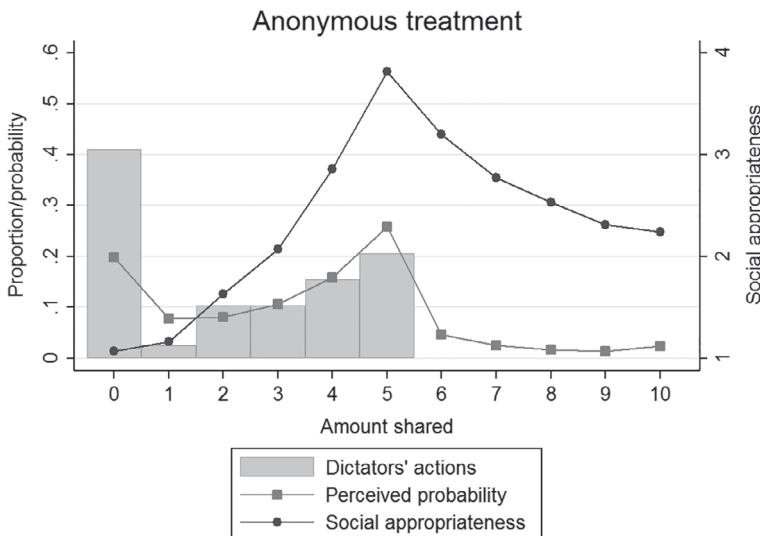 Anonymous treatment
Proportion/probability
.6
.5
.4
.3
.2
.1
0
4
3
2
1
Social appropriateness
0 1 2 3 4 5 6 7 8 9 10
Amount shared
Dictators' actions
Perceived probability
Social appropriateness